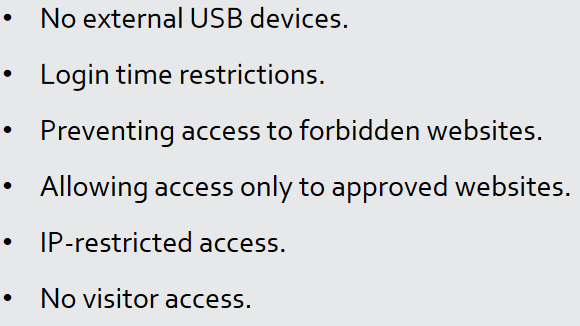 • No external USB devices.
• Login time restrictions.
• Preventing access to forbidden websites.
• Allowing access only to approved websites.
• IP-restricted access.
• No visitor access.